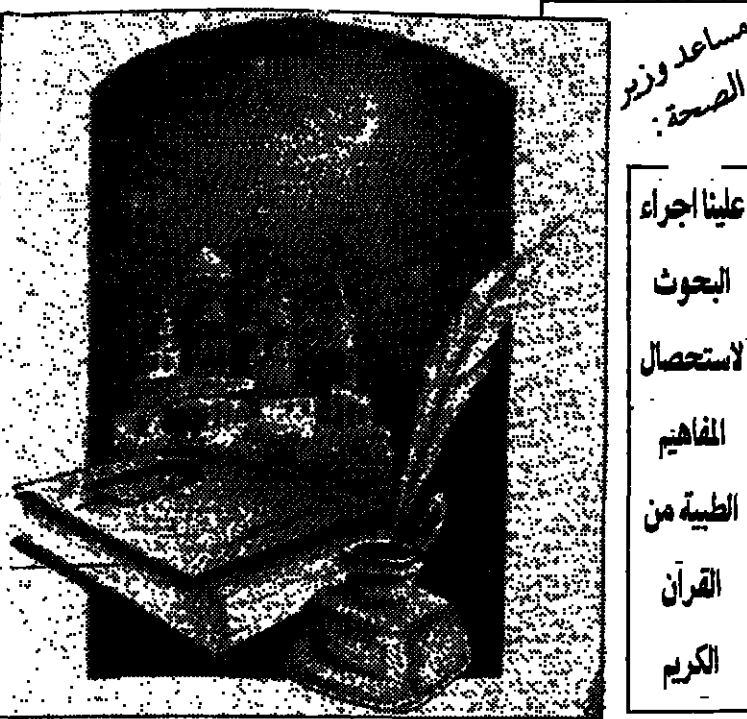 مساعد وزير
الصحة :
علينا اجراء
البحوث
لاستحصال
المفاهيم
الطبية من
القرآن
الكريم